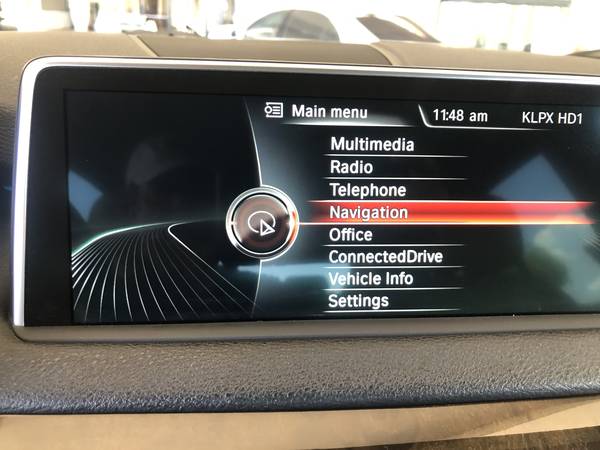 Main menu
11:48 am
KLPX HD1
Multimedia
Radio
Telephone
Navigation
Office
ConnectedDrive
Vehicle Info
Settings